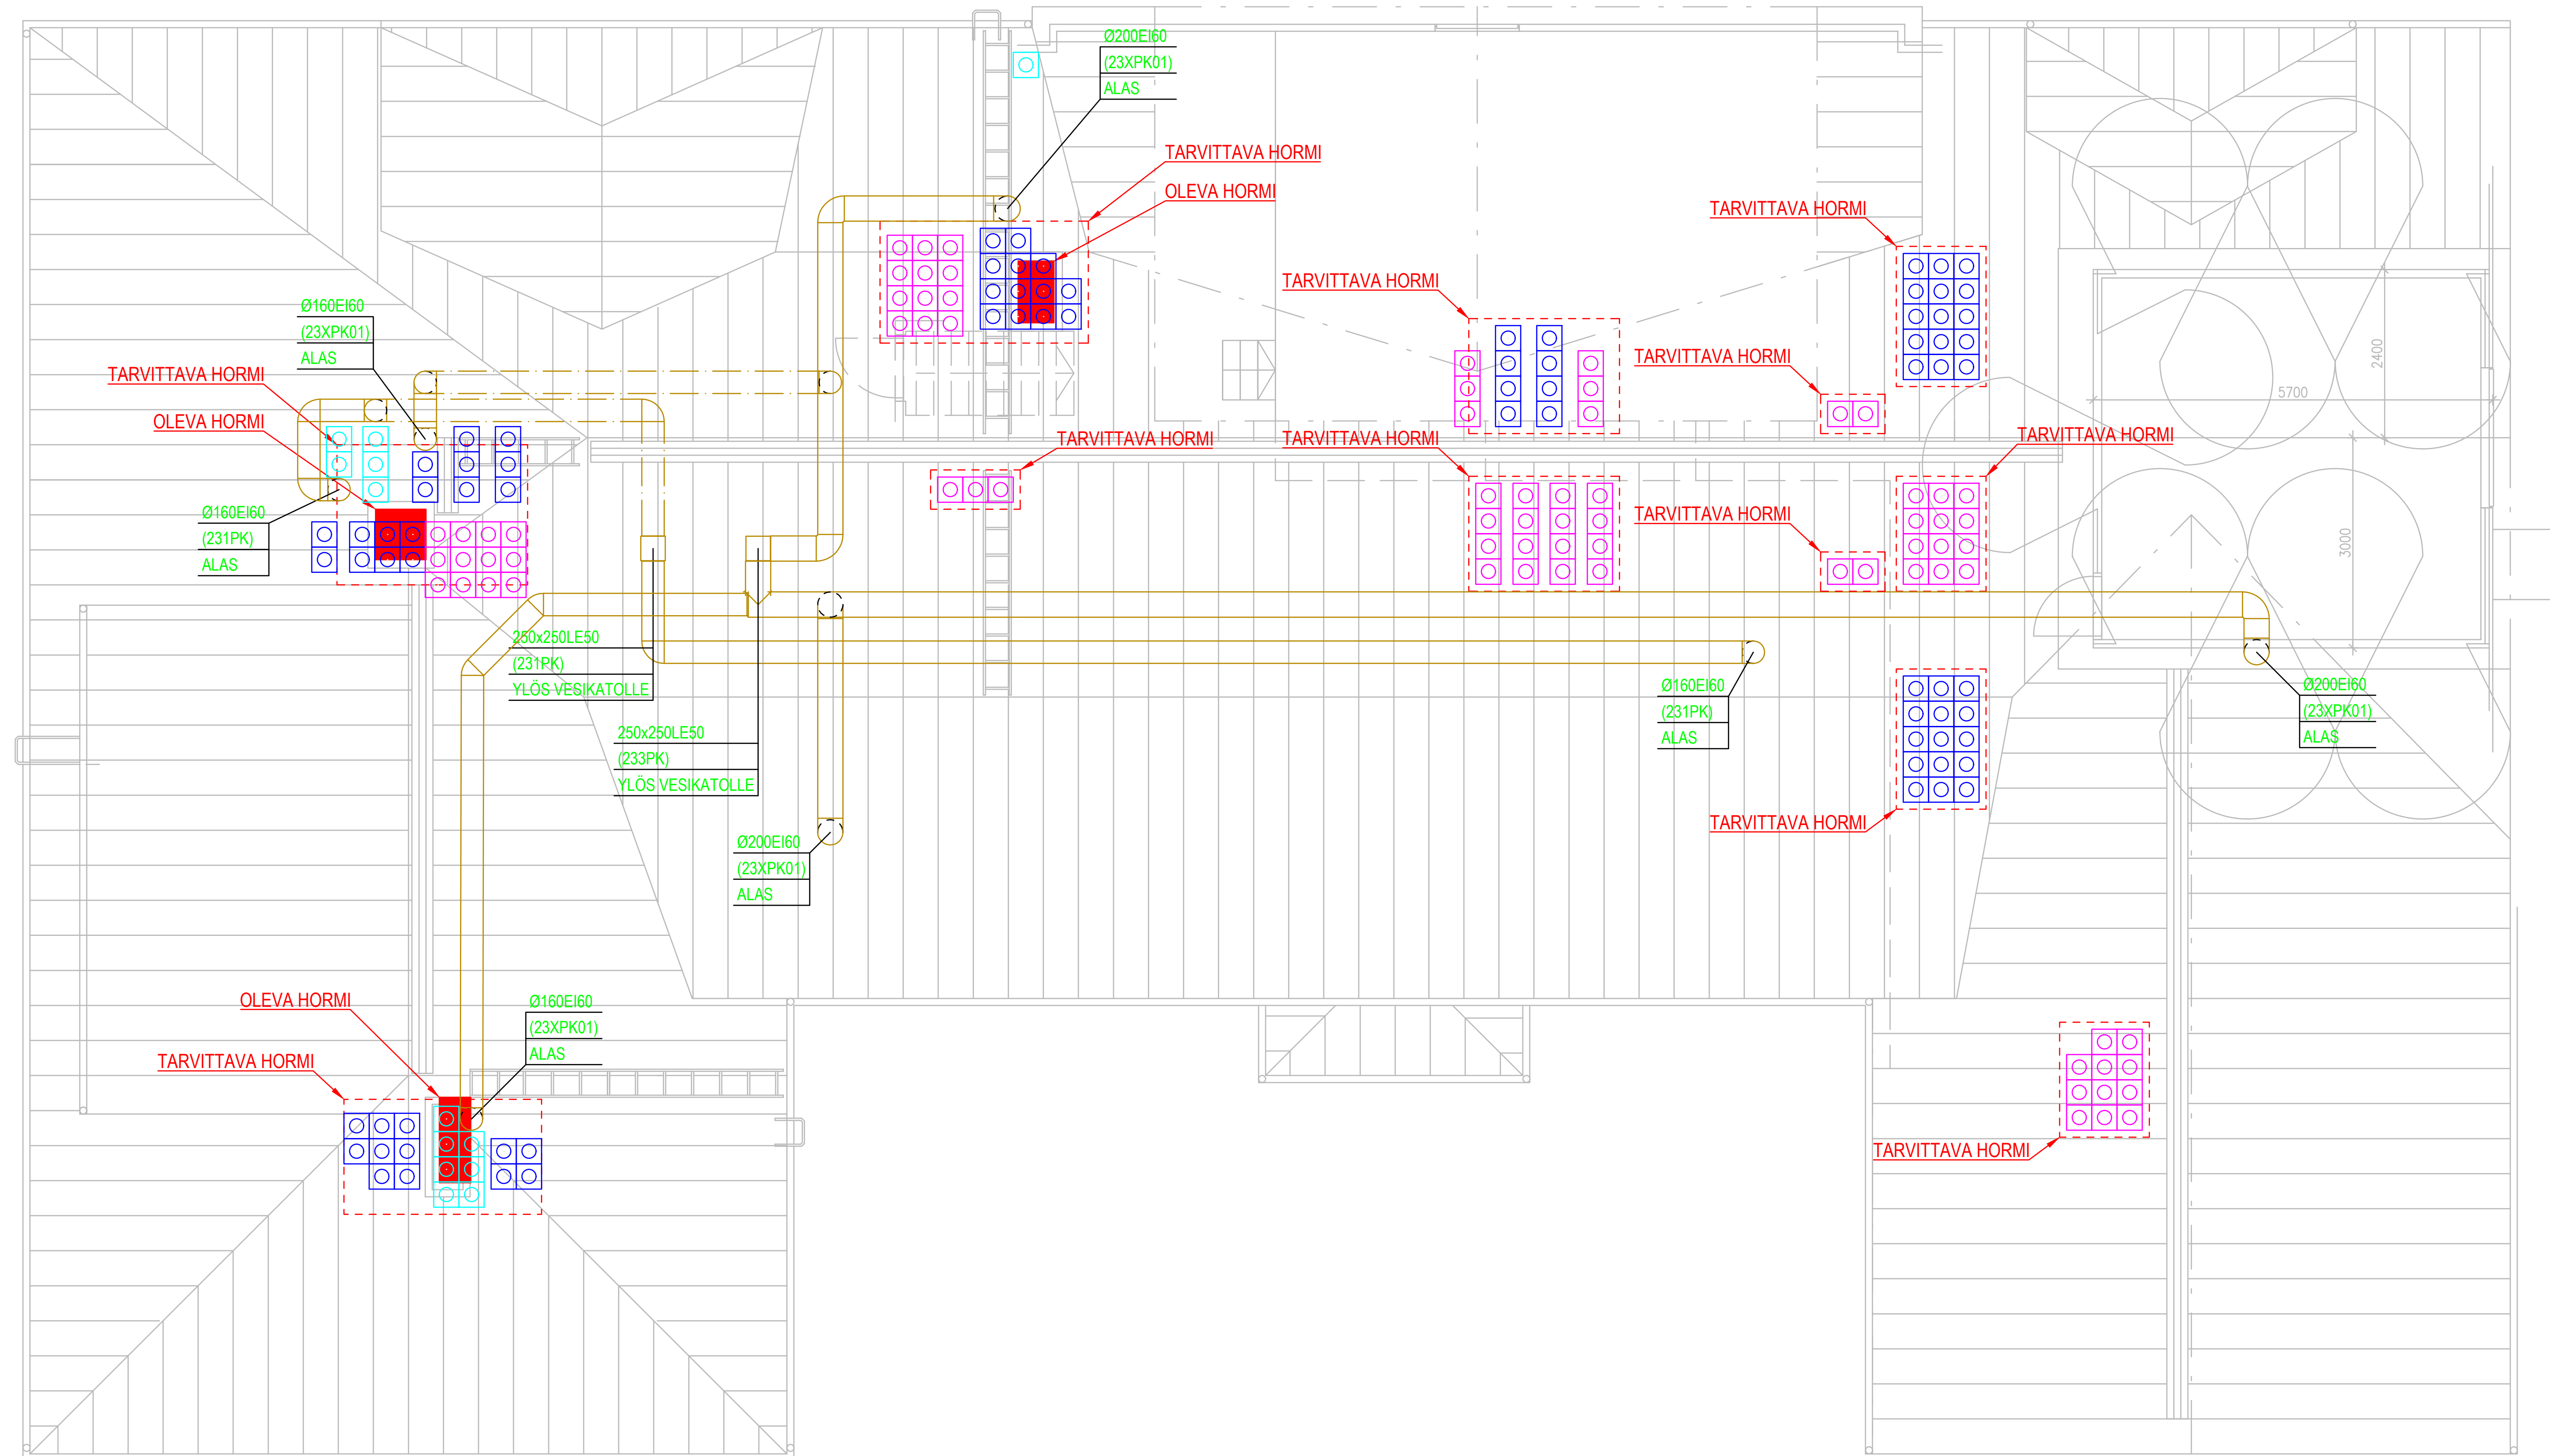 Ø200EI60
(23XPK01)
ALAS
TARVITTAVA HORMI
OLEVA HORMI
TARVITTAVA HORMI
TARVITTAVA HORMI
Ø160EI60
(23XPK01)
ALAS
TARVITTAVA HORMI
OLEVA HORMI
TARVITTAVA HORMI
2400
5700
TARVITTAVA HORMI
TARVITTAVA HORMI
TARVITTAVA HORMI
Ø160EI60
(231PK)
ALAS
TARVITTAVA HORMI
3000
250x250LE50
(231PK)
YLÖS VESIKATOLLE
Ø160EI60
(231PK)
ALAS
Ø200EI60
(23XPK01)
ALAS
250x250LE50
(233PK)
YLÖS VESIKATOLLE
TARVITTAVA HORMI
Ø200EI60
(23XPK01)
ALAS
OLEVA HORMI
Ø160EI60
(23XPK01)
ALAS
TARVITTAVA HORMI
TARVITTAVA HORMI